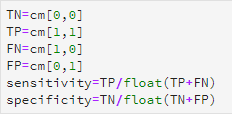 TN=cm[0,0]
TP=cm[1,1]
FN=cm[1,0]
FP=cm[0,1]
sensitivity=TP/float(TP+FN)
specificity=TN/float(TN+FP)